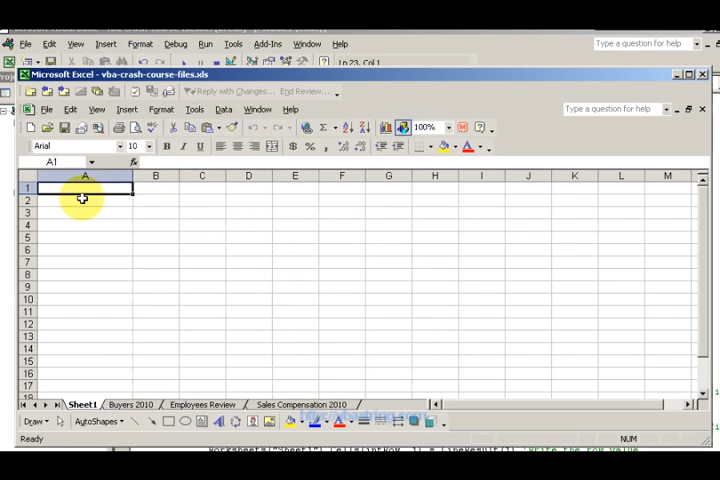 File Edit View Insert Format Debug Run Tools Add-Ins Window Help Type a question for help
Ln 23, Col 1
Microsoft Excel - vba-crash-course-files.xls
Reply with Changes... End Review...
File Edit View Insert Format Tools Data Window Help Type a question for help
100%
Arial 10 B I U $ % ,
A1 fx
A B C D E F G H I J K L M
1
2
3
4
5
6
7
8
9
10
11
12
13
14
15
16
17
18
Sheet1 Buyers 2010 Employees Review Sales Compensation 2010
Draw AutoShapes
Ready NUM